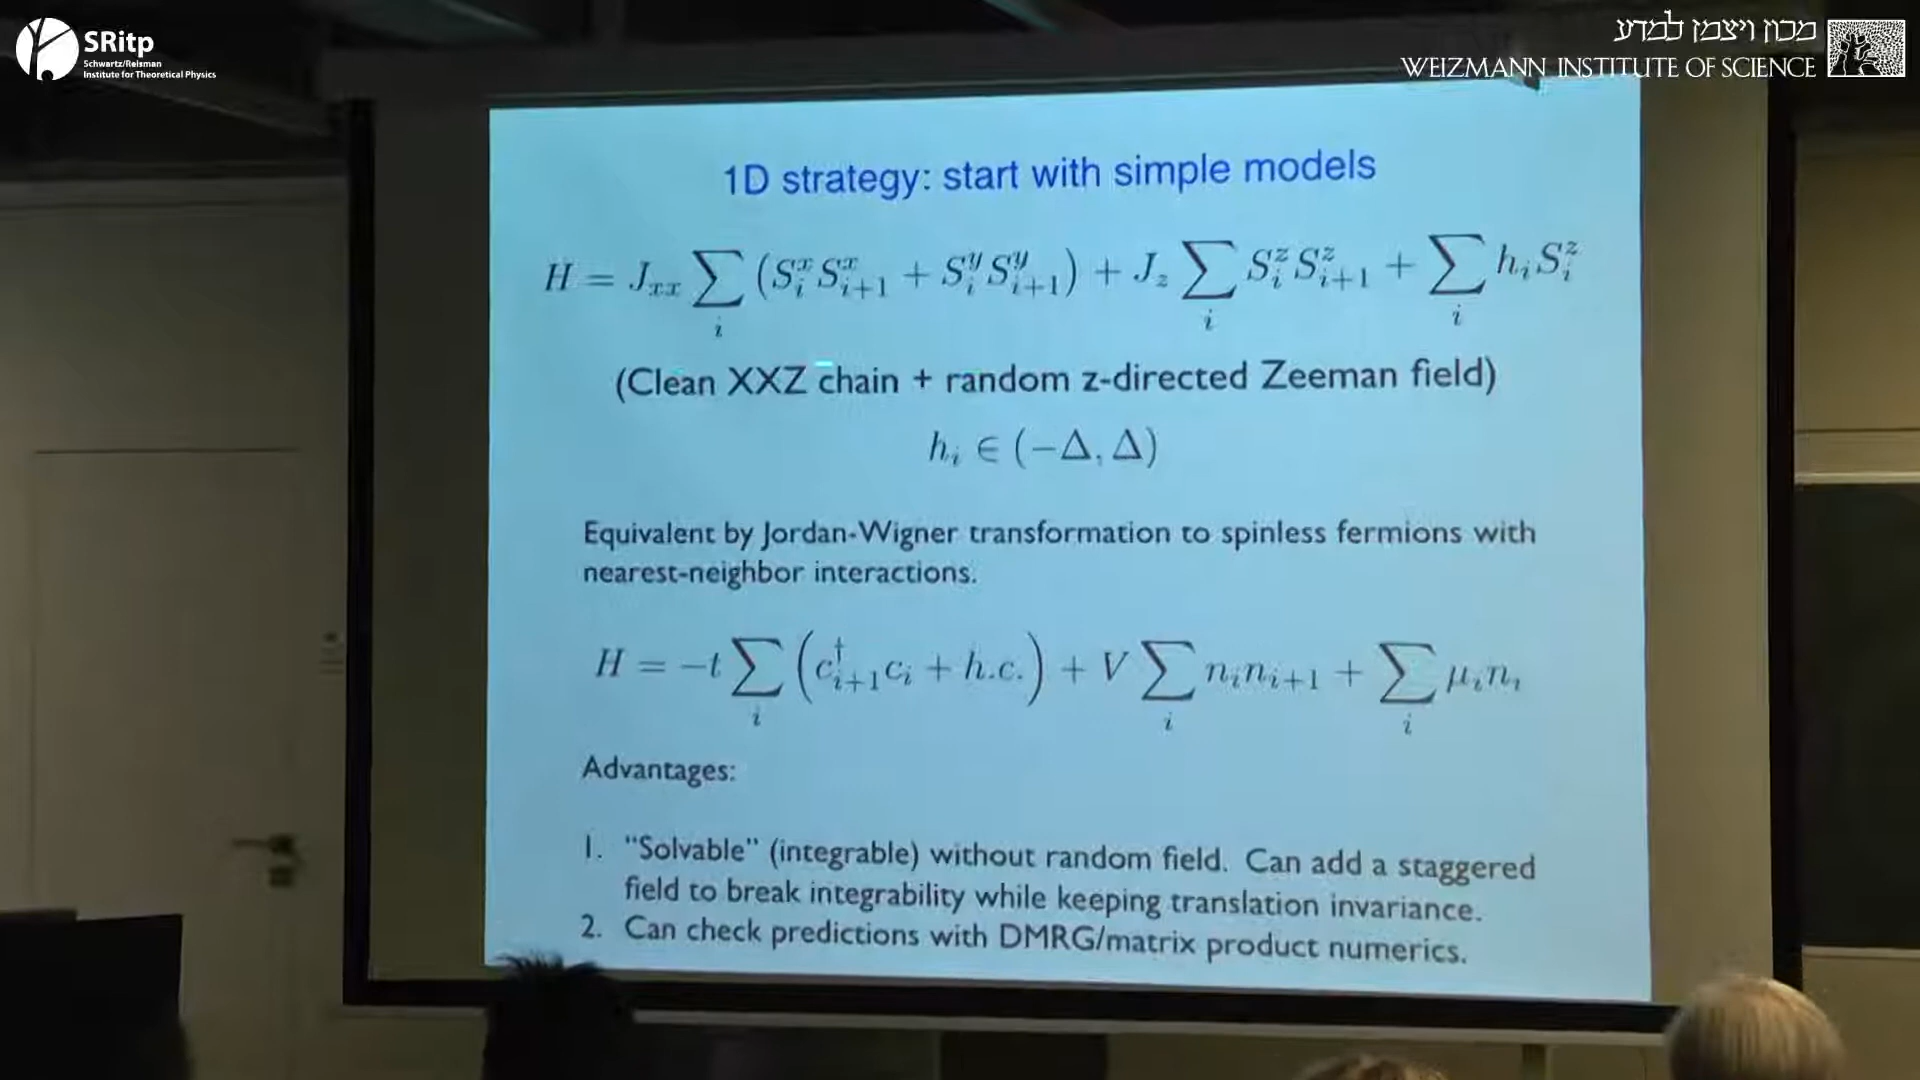 SRitp
Schwartz/Reisman
Institute for Theoretical Physics
מכון ויצמן למדע
WEIZMANN INSTITUTE OF SCIENCE
1D strategy: start with simple models
H = J_{xx} \sum_i (S_i^x S_{i+1}^x + S_i^y S_{i+1}^y) + J_z \sum_i S_i^z S_{i+1}^z + \sum_i h_i S_i^z
(Clean XXZ chain + random z-directed Zeeman field)
h_i ∈ (−Δ, Δ)
Equivalent by Jordan-Wigner transformation to spinless fermions with
nearest-neighbor interactions.
H = −t \sum_i (c_{i+1}^† c_i + h.c.) + V \sum_i n_i n_{i+1} + \sum_i μ_i n_i
Advantages:
1. “Solvable” (integrable) without random field. Can add a staggered
field to break integrability while keeping translation invariance.
2. Can check predictions with DMRG/matrix product numerics.